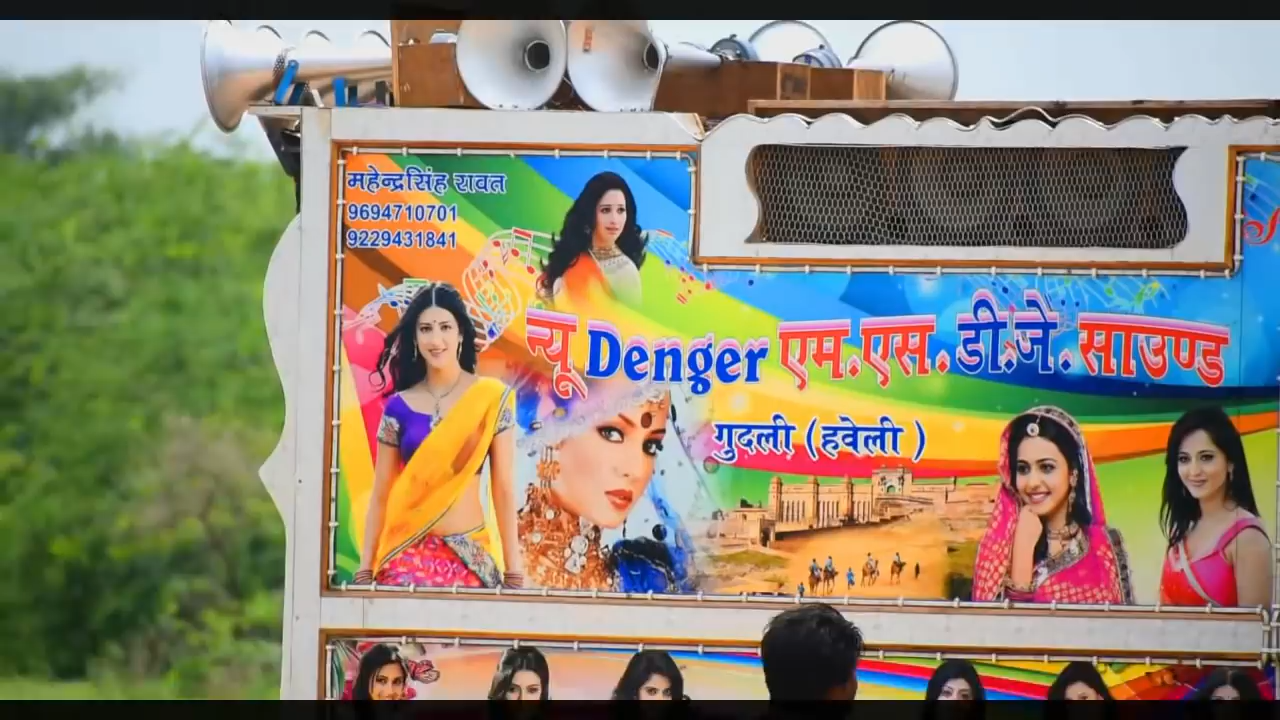 महेन्द्रसिंह रावत
9694710701
9229431841
न्यू Denger एम.एस.डी.जे.साउण्ड
गुदली (हवेली )